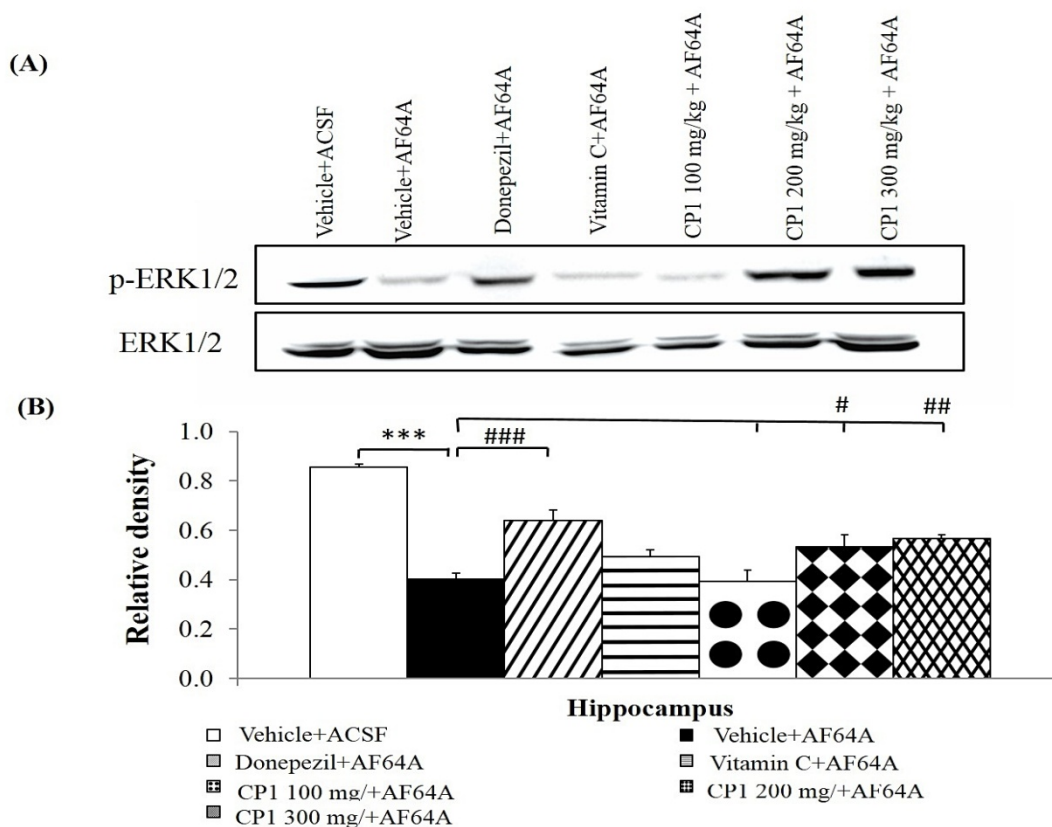 (A)
Vehicle+ACSF
Vehicle+AF64A
Donepezil+AF64A
Vitamin C+AF64A
CP1 100 mg/kg + AF64A
CP1 200 mg/kg + AF64A
CP1 300 mg/kg + AF64A
p-ERK1/2
ERK1/2
(B)
# ##
*** ###
1.0
0.8
0.6
0.4
0.2
0.0
Relative density
Hippocampus
Vehicle+ACSF Vehicle+AF64A
Donepezil+AF64A Vitamin C+AF64A
CP1 100 mg/+AF64A CP1 200 mg/+AF64A
CP1 300 mg/+AF64A